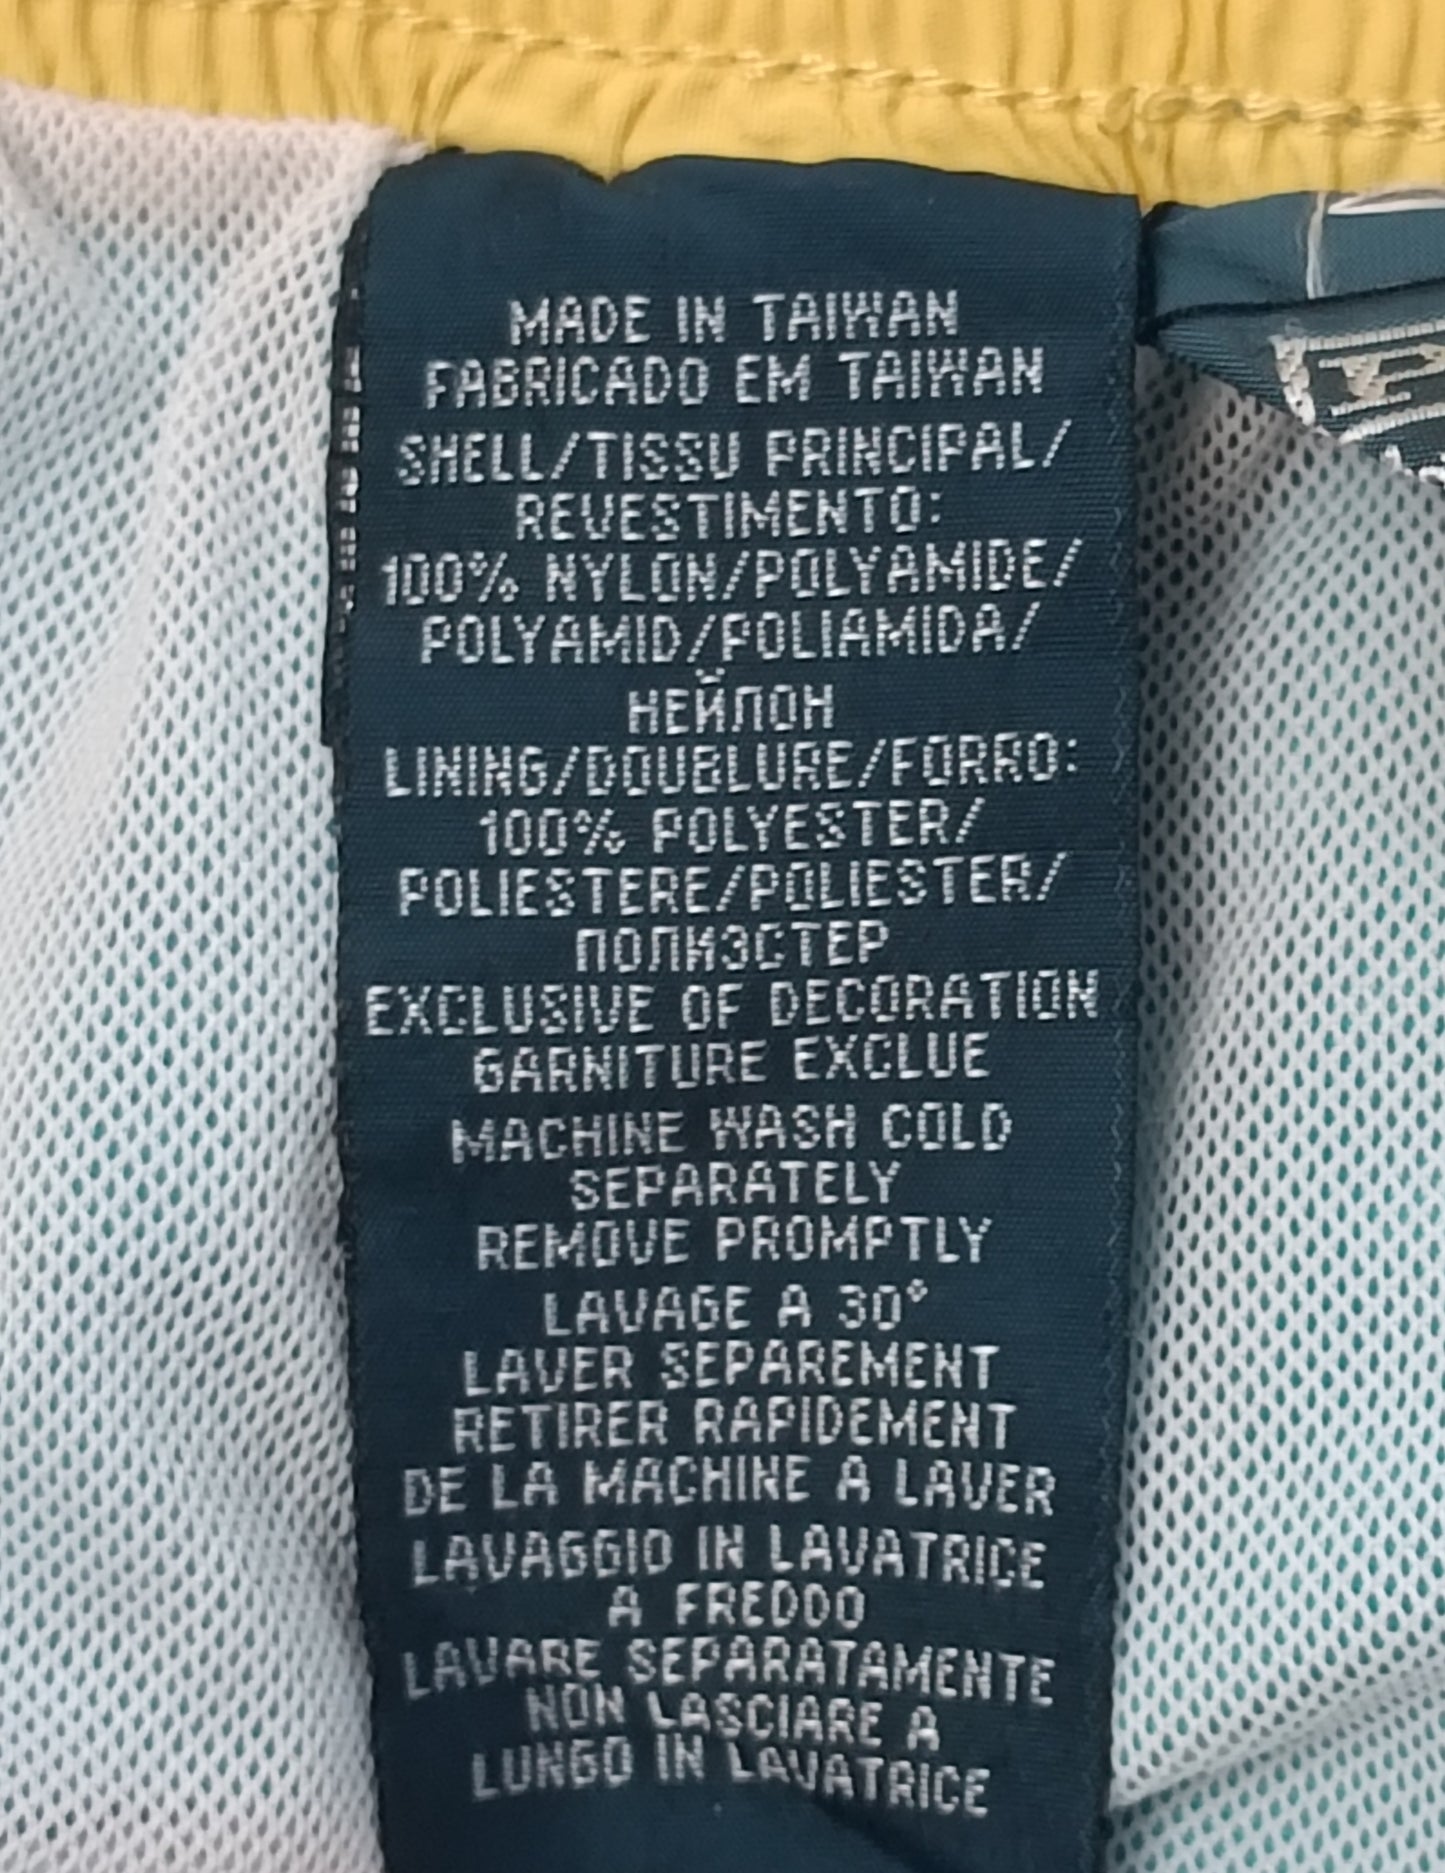 MADE IN TAIWAN
FABRICADO EM TAIWAN
SHELL/TISSU PRINCIPAL/
REVESTIMENTO:
100% NYLON/POLYAMIDE/
POLYAMID/POLIAMIDA/
НЕЙЛОН
LINING/DOUBLURE/FORRO:
100% POLYESTER/
POLIESTERE/POLIESTER/
ПОЛИЭСТЕР
EXCLUSIVE OF DECORATION
GARNITURE EXCLUE
MACHINE WASH COLD
SEPARATELY
REMOVE PROMPTLY
LAVAGE A 30°
LAVER SEPAREMENT
RETIRER RAPIDEMENT
DE LA MACHINE A LAVER
LAVAGGIO IN LAVATRICE
A FREDDO
LAVARE SEPARATAMENTE
NON LASCIARE A
LUNGO IN LAVATRICE